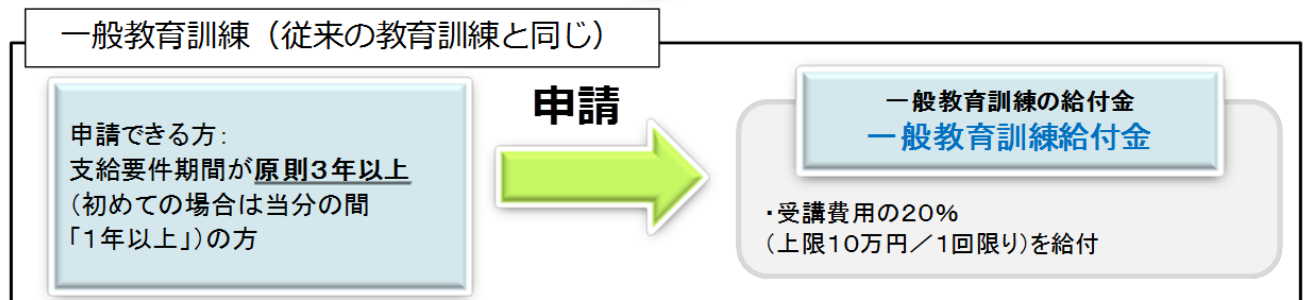 一般教育訓練（従来の教育訓練と同じ）
申請できる方：
支給要件期間が原則３年以上
（初めての場合は当分の間
「１年以上」）の方
申請
一般教育訓練の給付金
一般教育訓練給付金
・受講費用の２０％
（上限１０万円／１回限り）を給付